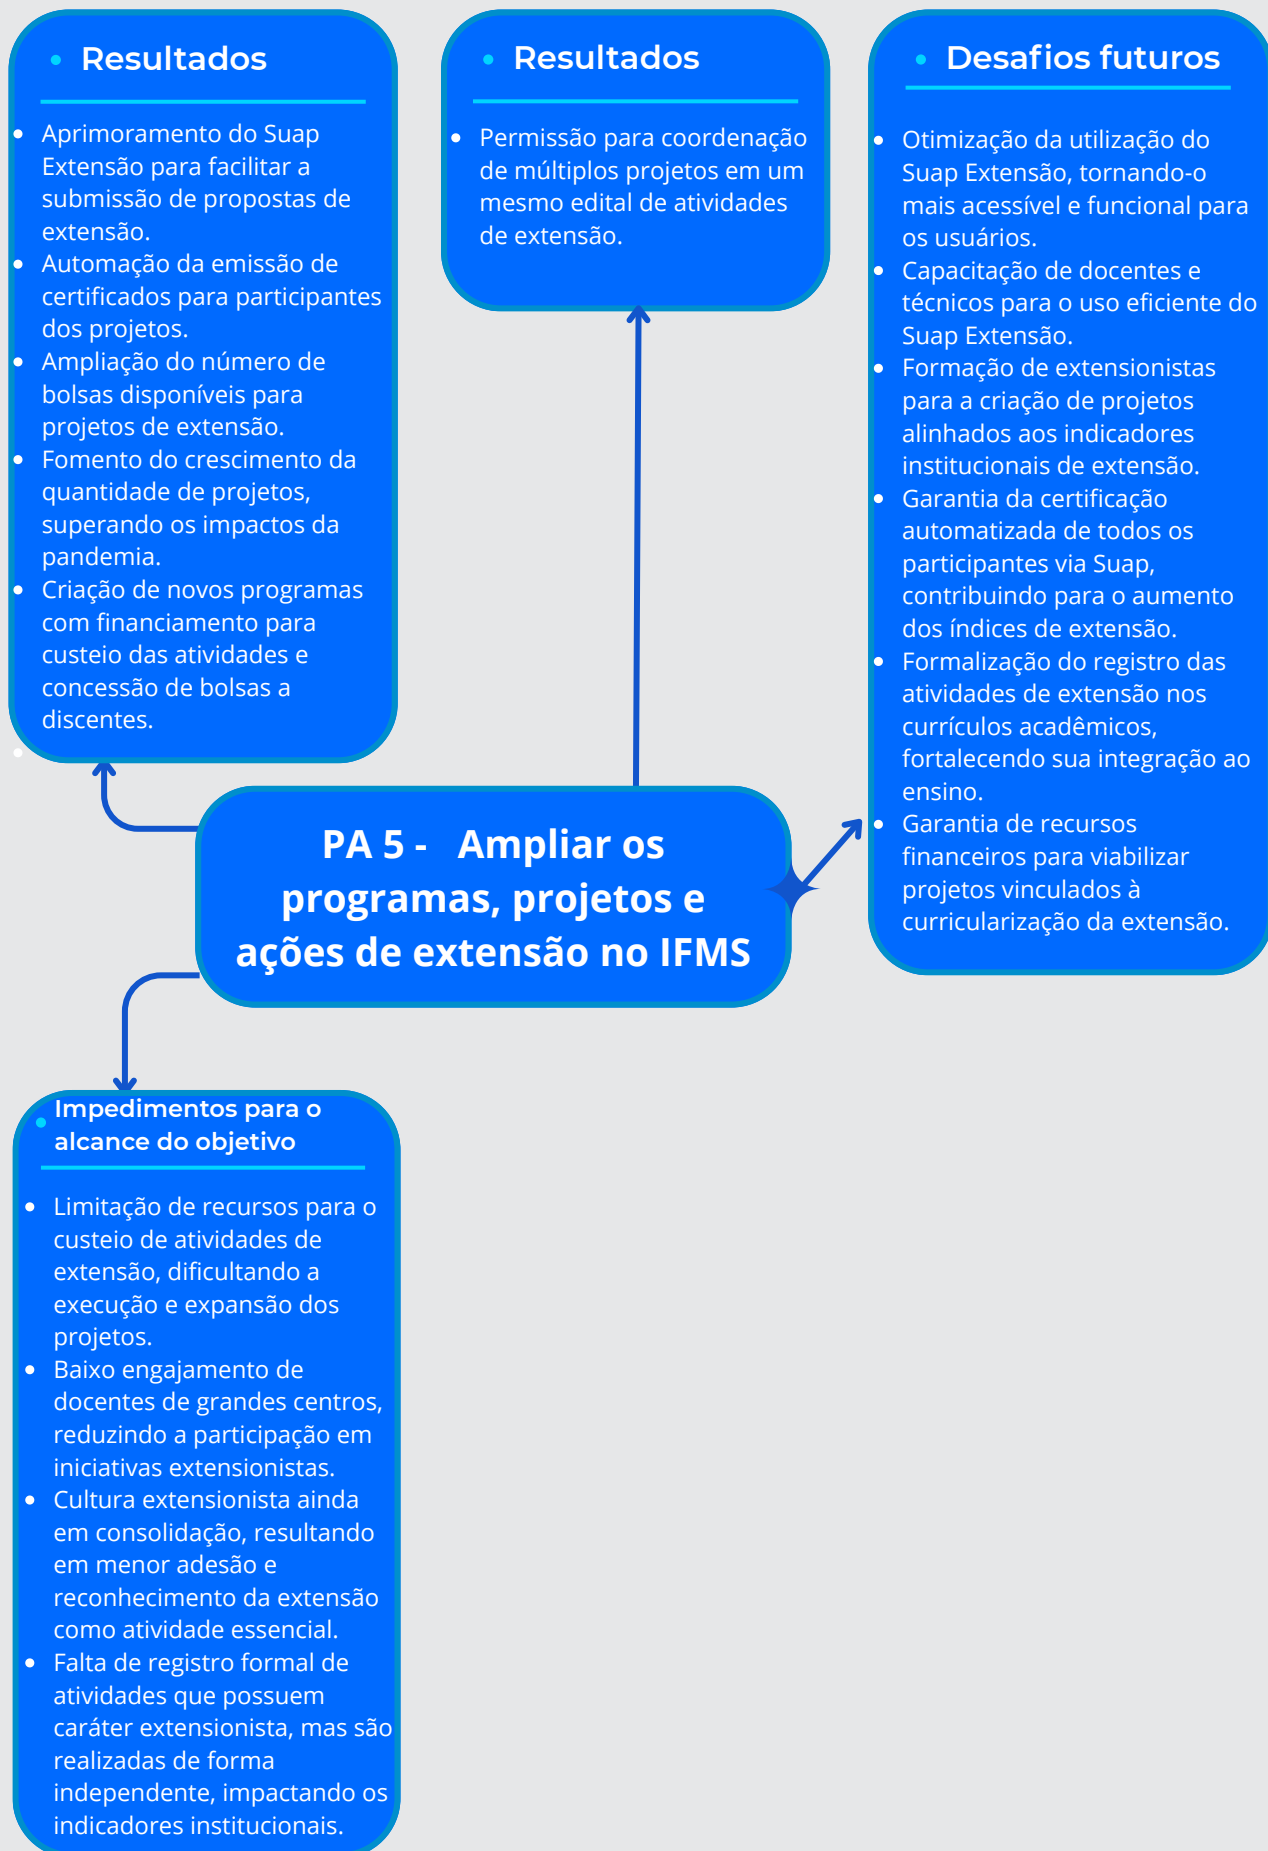 Resultados
Aprimoramento do Suap
Extensão para facilitar a
submissão de propostas de
extensão.
Automação da emissão de
certificados para participantes
dos projetos.
Ampliação do número de
bolsas disponíveis para
projetos de extensão.
Fomento do crescimento da
quantidade de projetos,
superando os impactos da
pandemia.
Criação de novos programas
com financiamento para
custeio das atividades e
concessão de bolsas a
discentes.
Resultados
Permissão para coordenação
de múltiplos projetos em um
mesmo edital de atividades
de extensão.
Desafios futuros
Otimização da utilização do
Suap Extensão, tornando-o
mais acessível e funcional para
os usuários.
Capacitação de docentes e
técnicos para o uso eficiente do
Suap Extensão.
Formação de extensionistas
para a criação de projetos
alinhados aos indicadores
institucionais de extensão.
Garantia da certificação
automatizada de todos os
participantes via Suap,
contribuindo para o aumento
dos índices de extensão.
Formalização do registro das
atividades de extensão nos
currículos acadêmicos,
fortalecendo sua integração ao
ensino.
Garantia de recursos
financeiros para viabilizar
projetos vinculados à
curricularização da extensão.
PA 5 - Ampliar os
programas, projetos e
ações de extensão no IFMS
Impedimentos para o
alcance do objetivo
Limitação de recursos para o
custeio de atividades de
extensão, dificultando a
execução e expansão dos
projetos.
Baixo engajamento de
docentes de grandes centros,
reduzindo a participação em
iniciativas extensionistas.
Cultura extensionista ainda
em consolidação, resultando
em menor adesão e
reconhecimento da extensão
como atividade essencial.
Falta de registro formal de
atividades que possuem
caráter extensionista, mas são
realizadas de forma
independente, impactando os
indicadores institucionais.